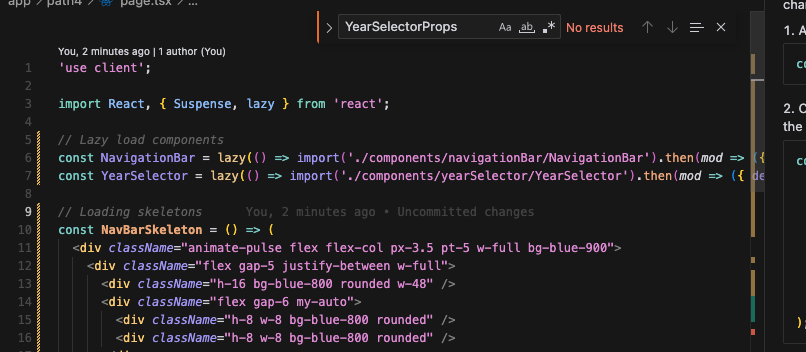 app > path4 > page.tsx > ...
YearSelectorProps Aa ab .* No results
You, 2 minutes ago | 1 author (You)
1 'use client';
2
3 import React, { Suspense, lazy } from 'react';
4
5 // Lazy load components
6 const NavigationBar = lazy(() => import('./components/navigationBar/NavigationBar').then(mod => ({
7 const YearSelector = lazy(() => import('./components/yearSelector/YearSelector').then(mod => ({ de
8
9 // Loading skeletons You, 2 minutes ago • Uncommitted changes
10 const NavBarSkeleton = () => (
11 <div className="animate-pulse flex flex-col px-3.5 pt-5 w-full bg-blue-900">
12 <div className="flex gap-5 justify-between w-full">
13 <div className="h-16 bg-blue-800 rounded w-48" />
14 <div className="flex gap-6 my-auto">
15 <div className="h-8 w-8 bg-blue-800 rounded" />
16 <div className="h-8 w-8 bg-blue-800 rounded" />
chan
1. A
co
2. C
the
co
);